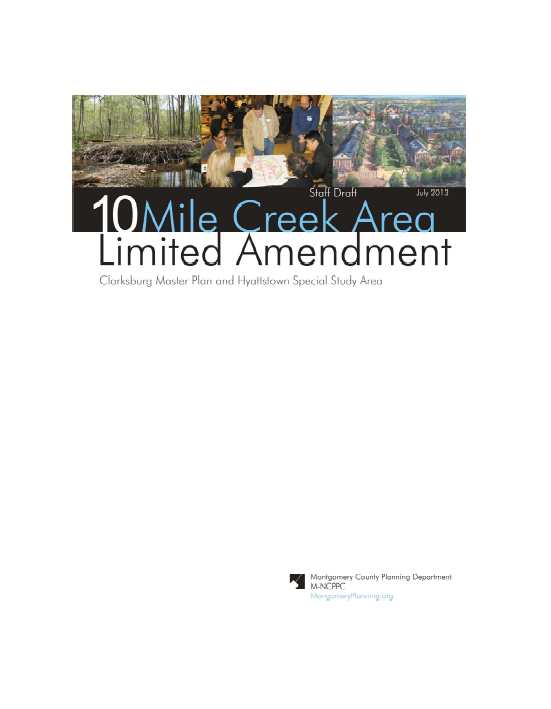 Staff Draft July 2013
10 Mile Creek Area
Limited Amendment
Clarksburg Master Plan and Hyattstown Special Study Area
Montgomery County Planning Department
M-NCPPC
MongomeryPlanning.org